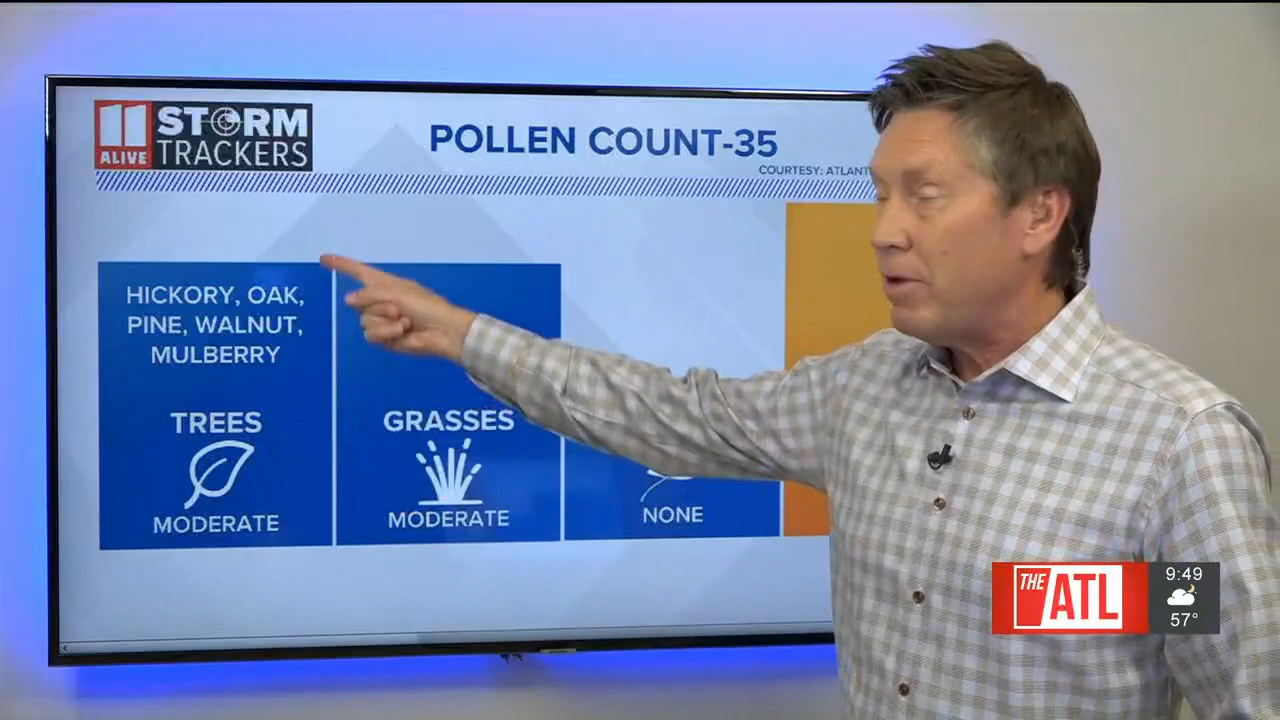 11 ALIVE
STORM
TRACKERS
POLLEN COUNT-35
COURTESY: ATLANT
HICKORY, OAK,
PINE, WALNUT,
MULBERRY
TREES
MODERATE
GRASSES
MODERATE
NONE
THE ATL
9:49
57°